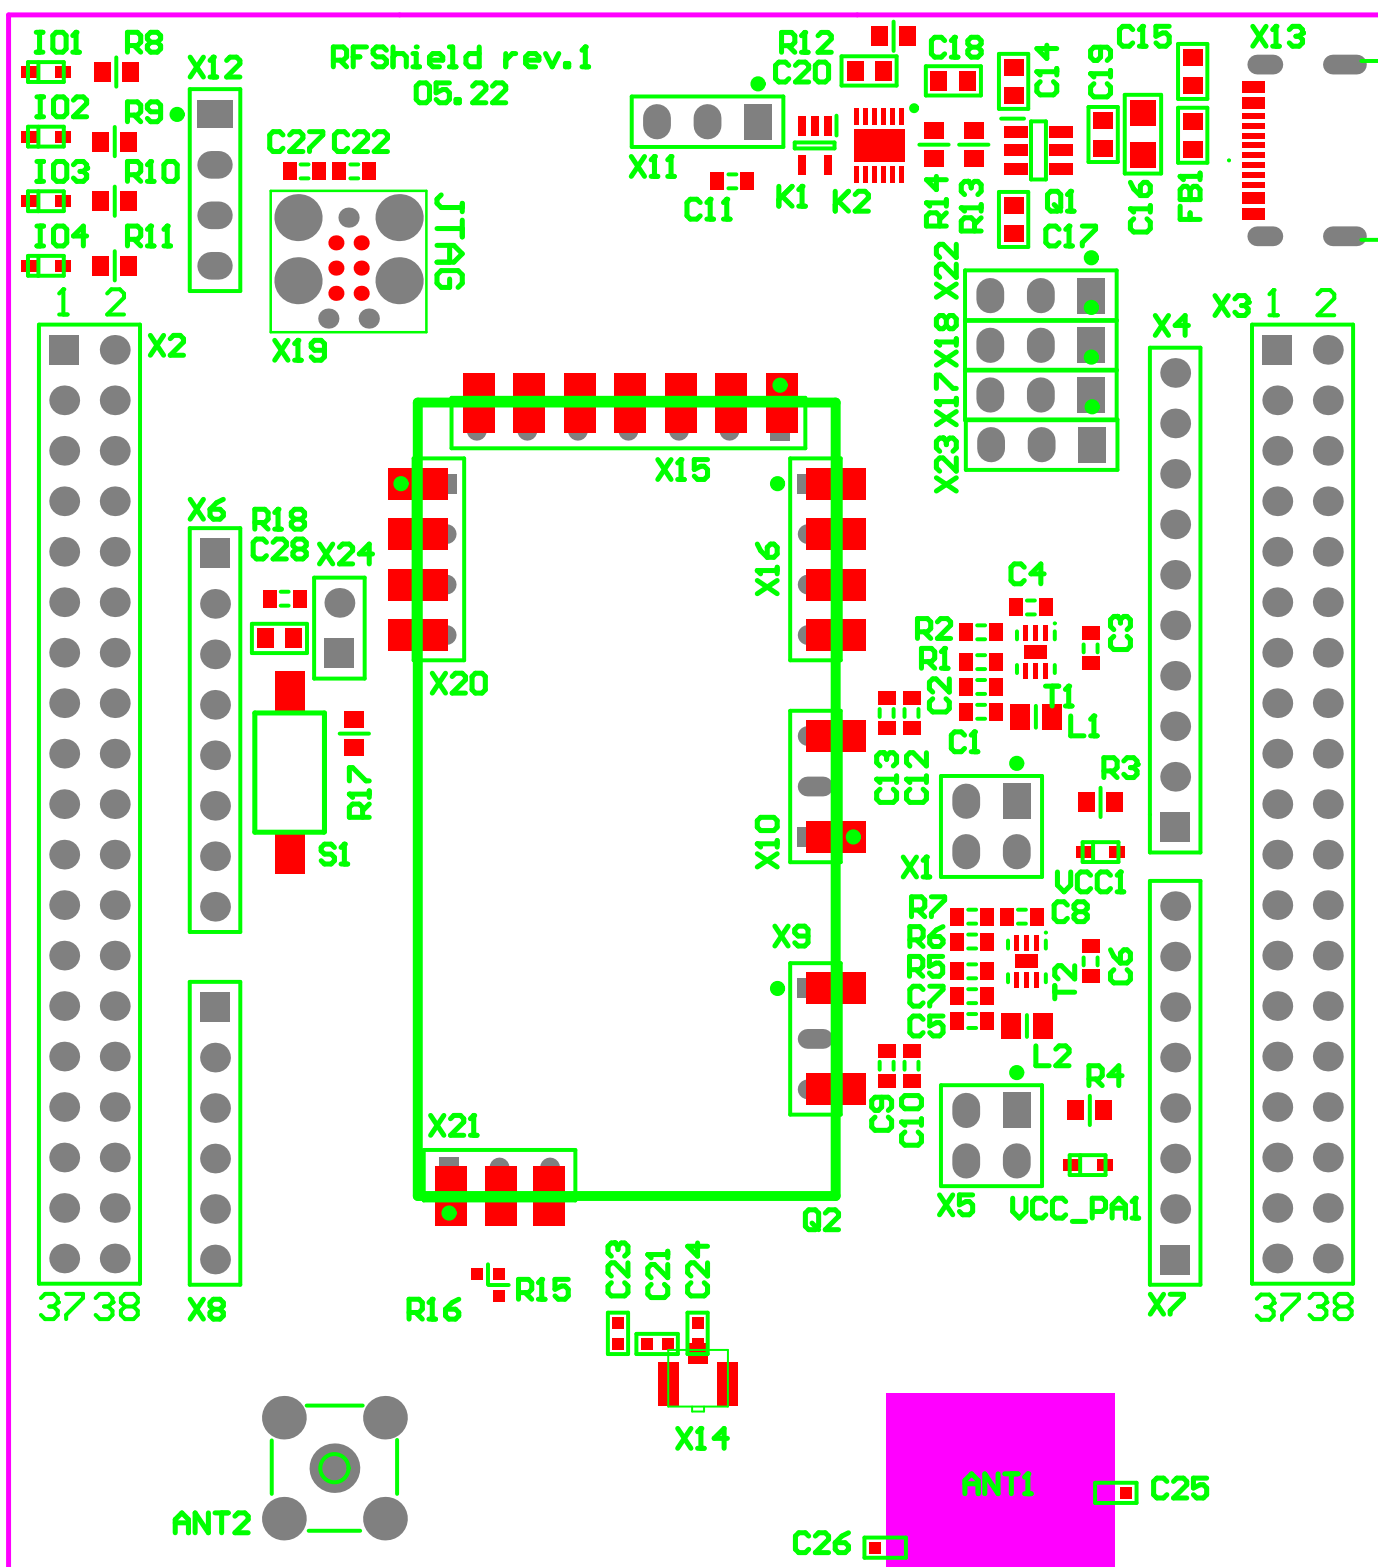 IO1 R8
X12
RFShield rev.1
05.22
R12
C20
C18
C14
C19
C15
X13
IO2 R9
C27 C22
X11
C11
K1 K2
R14
R13
Q1
C17
C16
FB1
IO3 R10
IO4 R11
JTAG
X19
1 2
X2
X22
X18
X17
X23
X3 1 2
X4
X15
X6
R18
C28
X24
X16
X20
C4
R2
R1
C2
C1
C3
T1
L1
C13
C12
R17
S1
X10
R3
X1
VCC1
X9
R7
R6
R5
C7
C5
C8
C6
T2
L2
C9
C10
R4
X21
X5
VCC_PA1
Q2
C23
C21
C24
R16
R15
37 38
X8
X7
37 38
X14
ANT1
C25
ANT2
C26